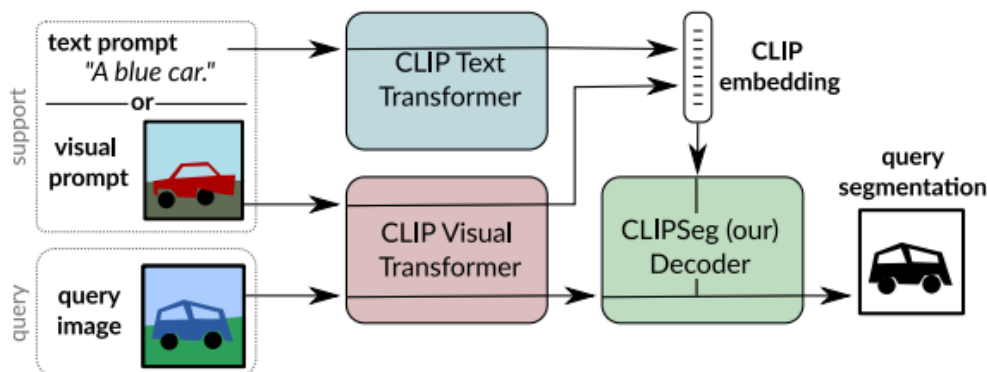 support
text prompt
"A blue car."
or
visual
prompt
query
query
image
CLIP Text
Transformer
CLIP Visual
Transformer
CLIP
embedding
CLIPSeg (our)
Decoder
query
segmentation